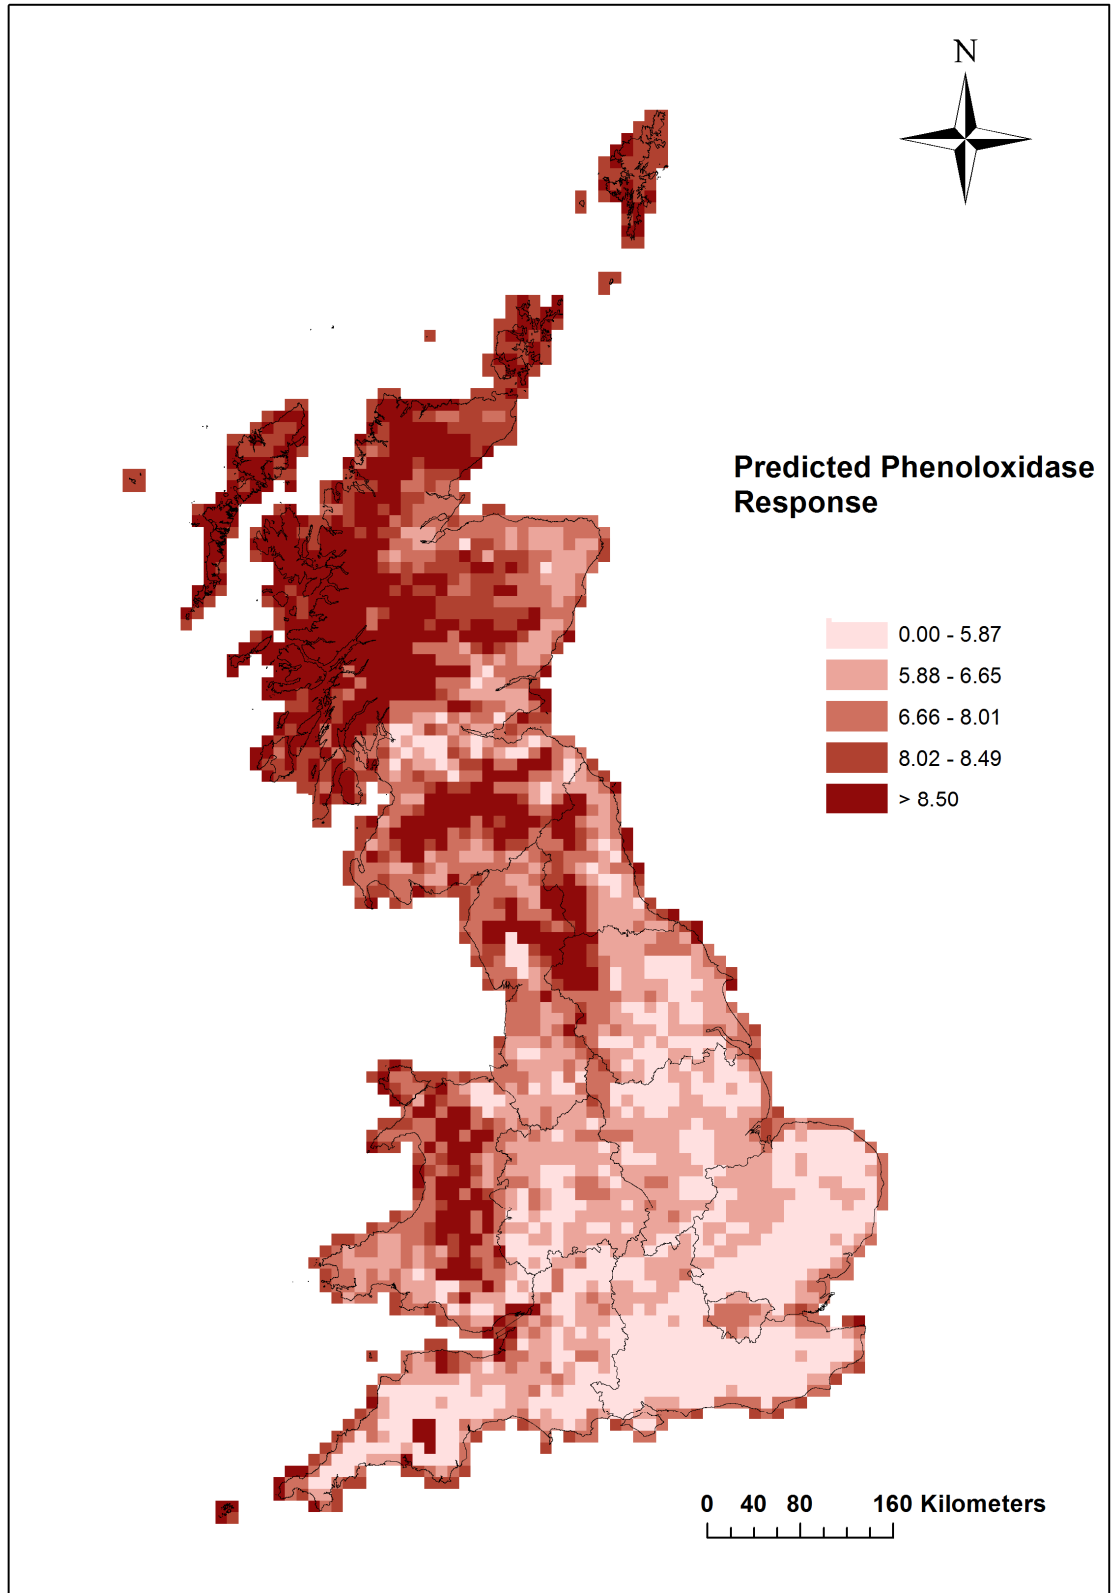 N
Predicted Phenoloxidase
Response
0.00 - 5.87
5.88 - 6.65
6.66 - 8.01
8.02 - 8.49
> 8.50
0 40 80 160 Kilometers